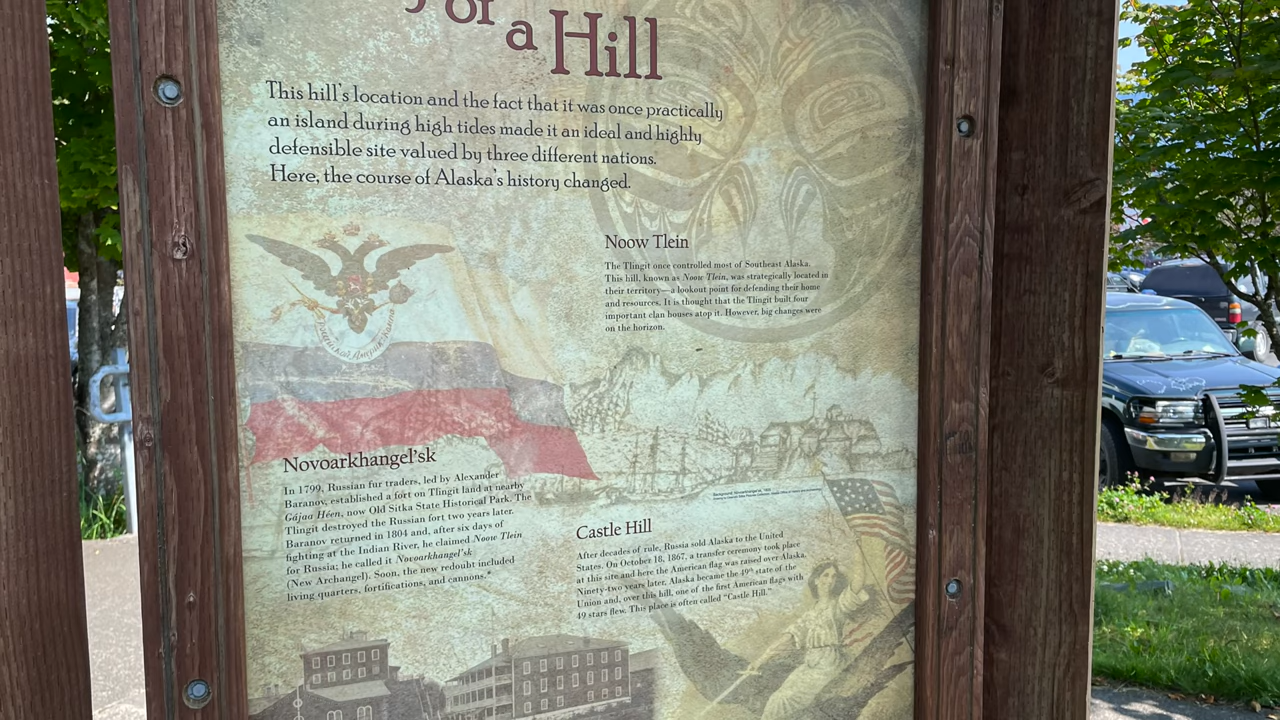 of
a Hill
This hill's location and the fact that it was once practically
an island during high tides made it an ideal and highly
defensible site valued by three different nations.
Here, the course of Alaska's history changed.
Noow Tlein
The Tlingit once controlled most of Southeast Alaska.
This hill, known as Noow Tlein, was strategically located in
their territory—a lookout point for defending their home
and resources. It is thought that the Tlingit built four
important clan houses atop it. However, big changes were
on the horizon.
Novoarkhangel'sk
In 1799, Russian fur traders, led by Alexander
Baranov, established a fort on Tlingit land at nearby
Gájaa Héen, now Old Sitka State Historical Park. The
Tlingit destroyed the Russian fort two years later.
Baranov returned in 1804 and, after six days of
fighting at the Indian River, he claimed Noow Tlein
for Russia; he called it Novoarkhangel'sk
(New Archangel). Soon, the new redoubt included
living quarters, fortifications, and cannons.
Castle Hill
After decades of rule, Russia sold Alaska to the United
States. On October 18, 1867, a transfer ceremony took place
at this site and here the American flag was raised over Alaska.
Ninety-two years later, Alaska became the 49th state of the
Union and, over this hill, one of the first American flags with
49 stars flew. This place is often called "Castle Hill."